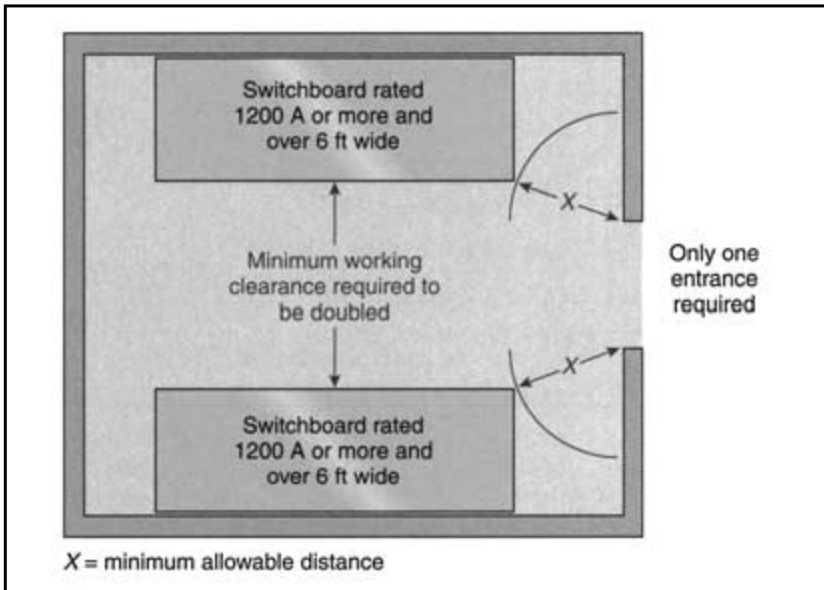 Switchboard rated
1200 A or more and
over 6 ft wide
X
Minimum working
clearance required to
be doubled
Only one
entrance
required
X
Switchboard rated
1200 A or more and
over 6 ft wide
X = minimum allowable distance